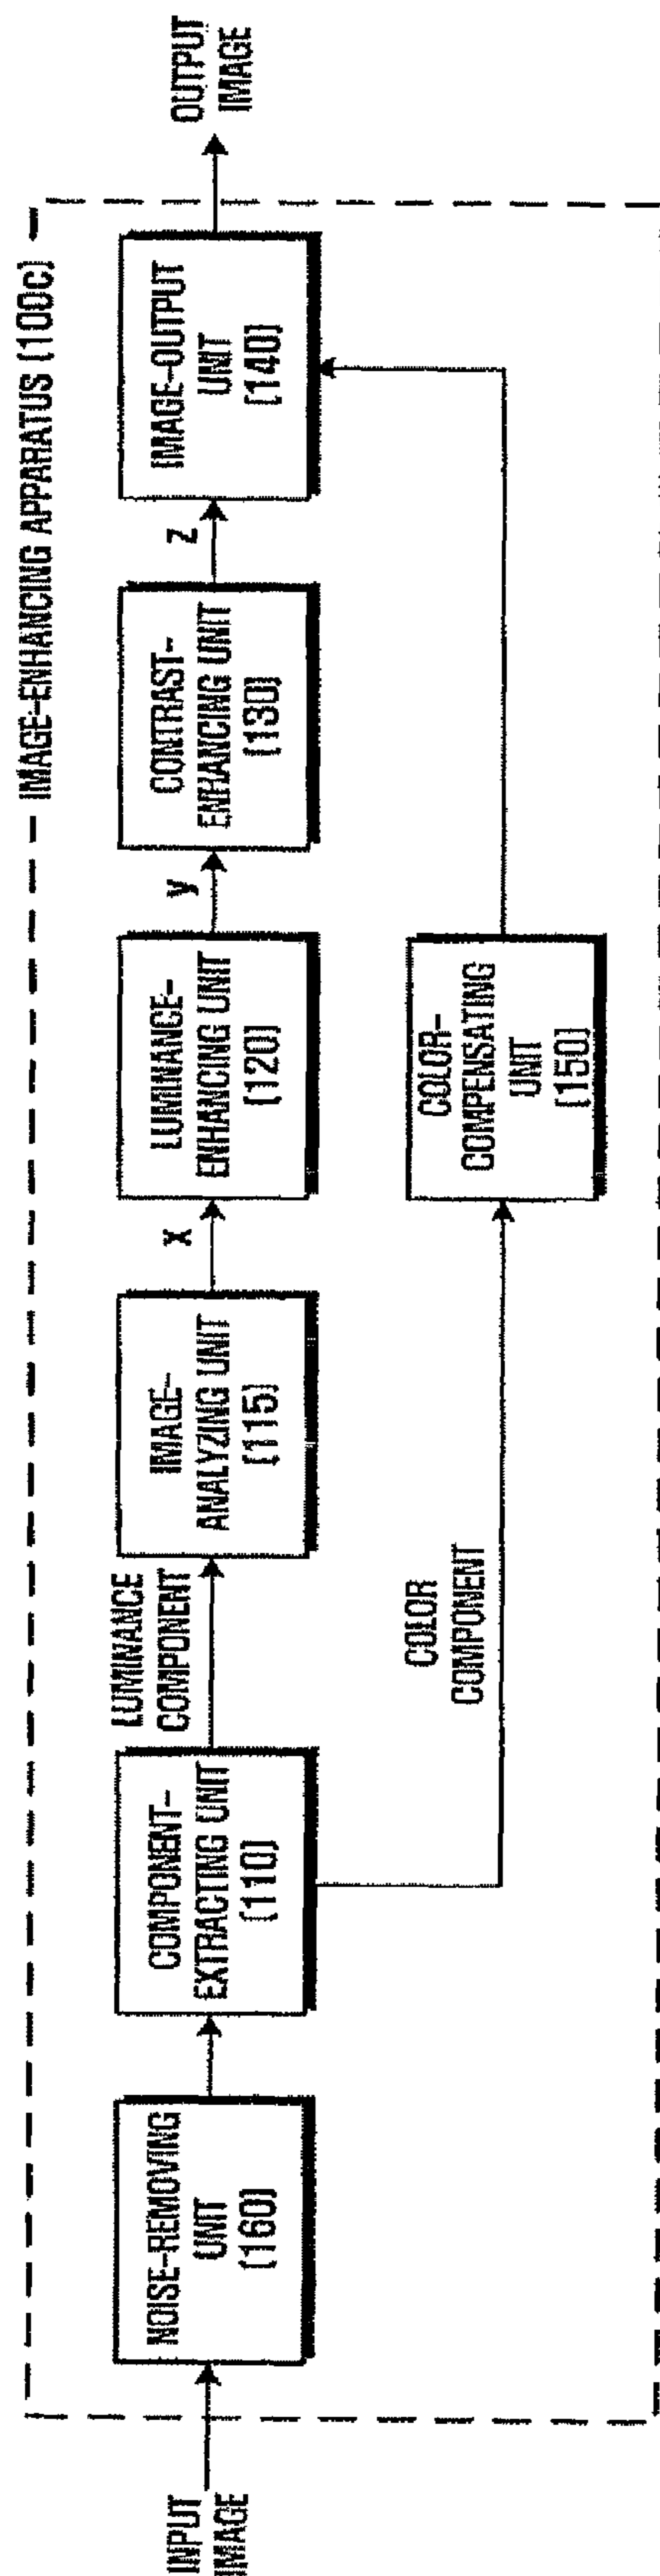 IMAGE-ENHANCING APPARATUS (100c)
INPUT
IMAGE
NOISE-REMOVING
UNIT
(160)
COMPONENT-
EXTRACTING UNIT
(110)
LUMINANCE
COMPONENT
IMAGE-
ANALYZING UNIT
(115)
x
LUMINANCE-
ENHANCING UNIT
(120)
y
CONTRAST-
ENHANCING UNIT
(130)
z
IMAGE-OUTPUT
UNIT
(140)
OUTPUT
IMAGE
COLOR
COMPONENT
COLOR-
COMPENSATING
UNIT
(150)